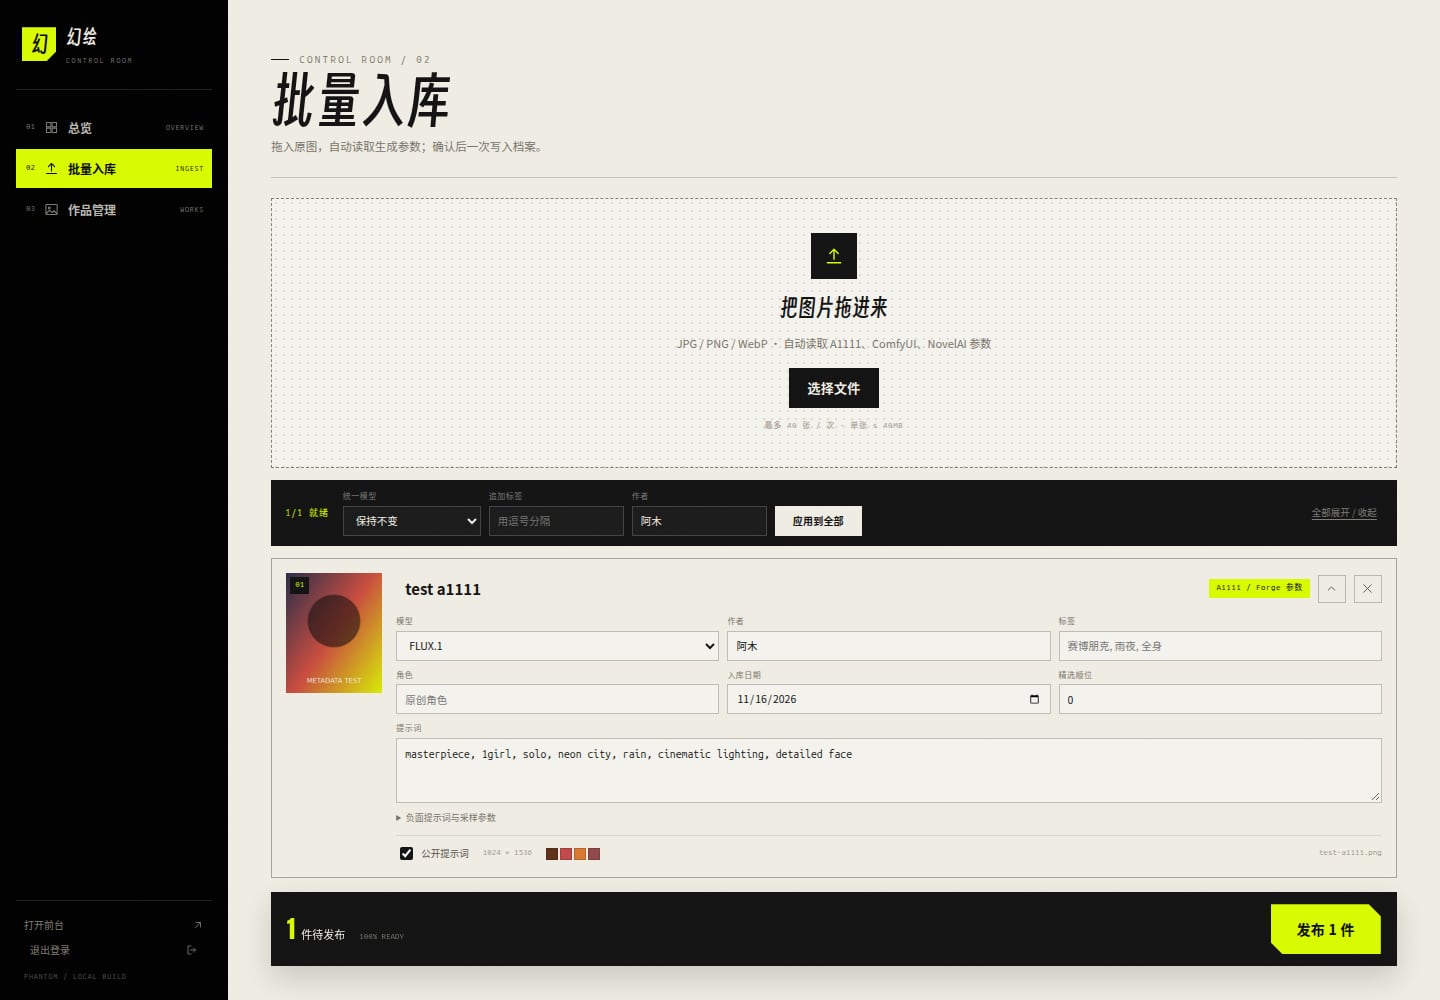 幻 幻绘
CONTROL ROOM
01 总览 OVERVIEW
02 批量入库 INGEST
03 作品管理 WORKS
打开前台
退出登录
PHANTOM / LOCAL BUILD
CONTROL ROOM / 02
批量入库
拖入原图，自动读取生成参数；确认后一次写入档案。
把图片拖进来
JPG / PNG / WebP · 自动读取 A1111、ComfyUI、NovelAI 参数
选择文件
最多 40 张 / 次 · 单张 ≤ 40MB
1/1 就绪
统一模型 追加标签 作者
保持不变 用逗号分隔 阿木 应用到全部
全部展开 / 收起
01
METADATA TEST
test a1111
A1111 / Forge 参数
模型 作者 标签
FLUX.1 阿木 赛博朋克, 雨夜, 全身
角色 入库日期 精选顺位
原创角色 11/16/2026 0
提示词
masterpiece, 1girl, solo, neon city, rain, cinematic lighting, detailed face
负面提示词与采样参数
公开提示词 1024 × 1536 test-a1111.png
1 件待发布 100% READY
发布 1 件